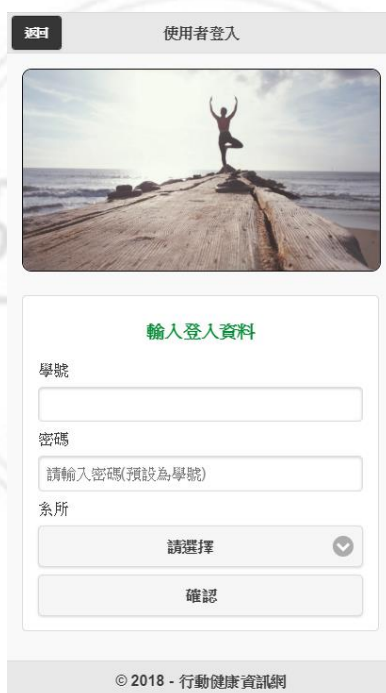 返回
使用者登入
輸入登入資料
學號
密碼
請輸入密碼(預設為學號)
系所
請選擇
確認
© 2018 - 行動健康資訊網